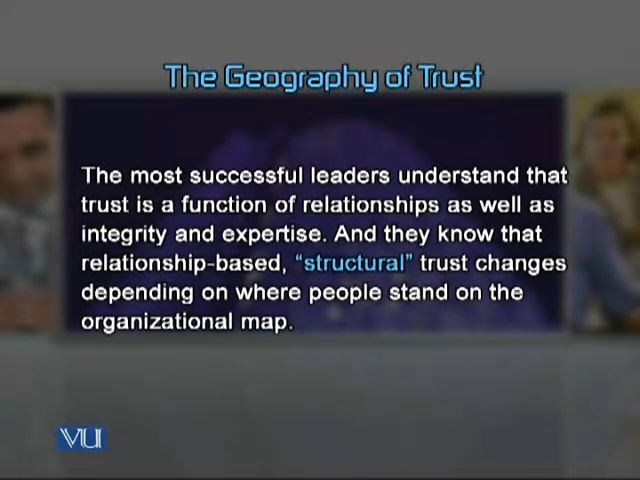 The Geography of Trust
The most successful leaders understand that
trust is a function of relationships as well as
integrity and expertise. And they know that
relationship-based, “structural” trust changes
depending on where people stand on the
organizational map.
VU